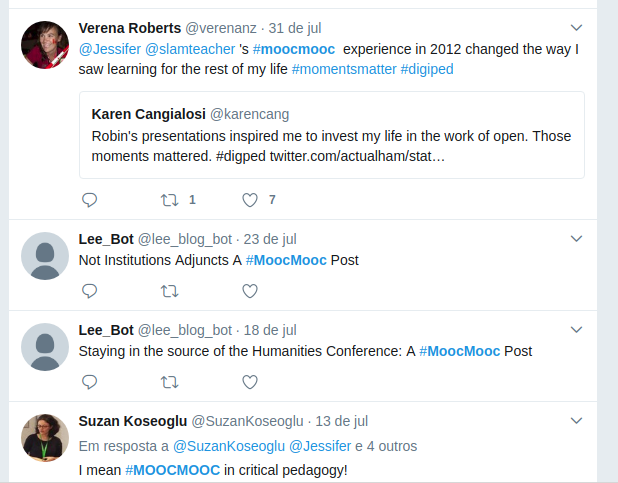 Verena Roberts @verenanz · 31 de jul
@Jessifer @slamteacher 's #moocmooc experience in 2012 changed the way I
saw learning for the rest of my life #momentsmatter #digiped
Karen Cangialosi @karencang
Robin's presentations inspired me to invest my life in the work of open. Those
moments mattered. #digped twitter.com/actualham/stat…
1 7
Lee_Bot @lee_blog_bot · 23 de jul
Not Institutions Adjuncts A #MoocMooc Post
Lee_Bot @lee_blog_bot · 18 de jul
Staying in the source of the Humanities Conference: A #MoocMooc Post
Suzan Koseoglu @SuzanKoseoglu · 13 de jul
Em resposta a @SuzanKoseoglu @Jessifer e 4 outros
I mean #MOOCMOOC in critical pedagogy!